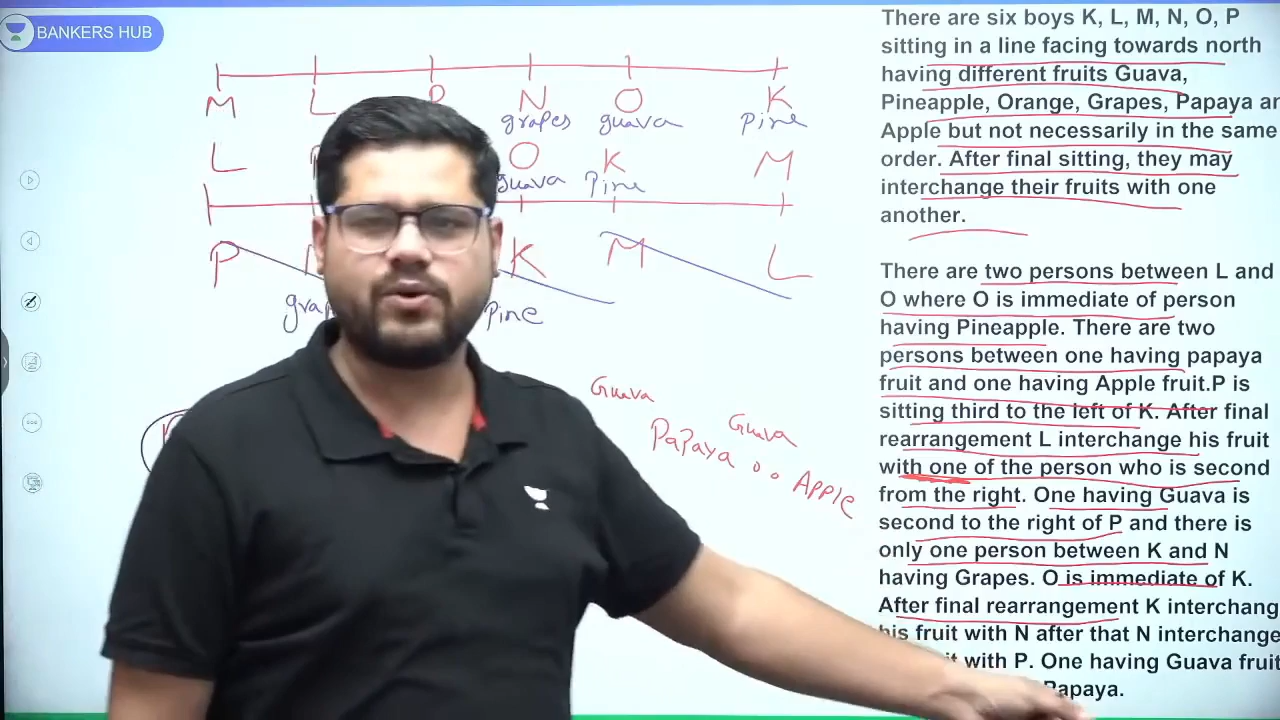 BANKERS HUB
M L P N O K
grapes guava pine
L O K M
guava Pine
P K M L
pine
Guava
Guava
Papaya o o Apple
There are six boys K, L, M, N, O, P
sitting in a line facing towards north
having different fruits Guava,
Pineapple, Orange, Grapes, Papaya
Apple but not necessarily in the same
order. After final sitting, they may
interchange their fruits with one
another.
There are two persons between L and
O where O is immediate of person
having Pineapple. There are two
persons between one having papaya
fruit and one having Apple fruit.P is
sitting third to the left of K. After final
rearrangement L interchange his fruit
with one of the person who is second
from the right. One having Guava is
second to the right of P and there is
only one person between K and N
having Grapes. O is immediate of K.
After final rearrangement K
his fruit with N after that N interchange
with P. One having Guava fruit
Papaya.